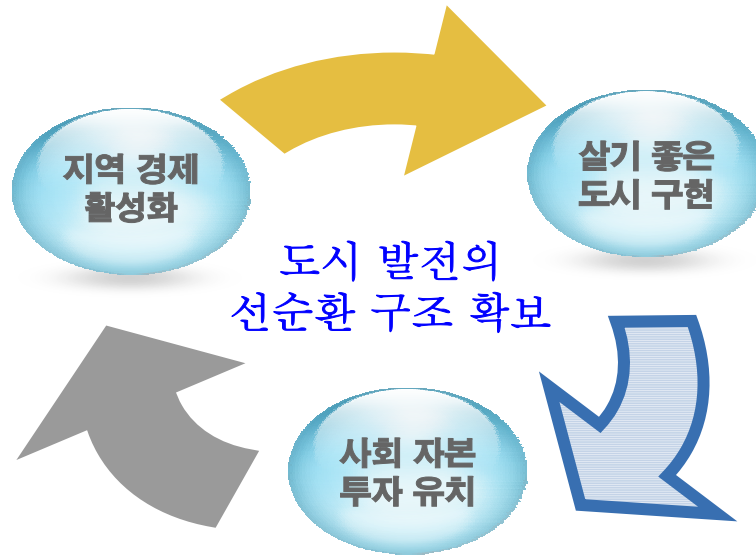 지역 경제
활성화
살기 좋은
도시 구현
도시 발전의
선순환 구조 확보
사회 자본
투자 유치